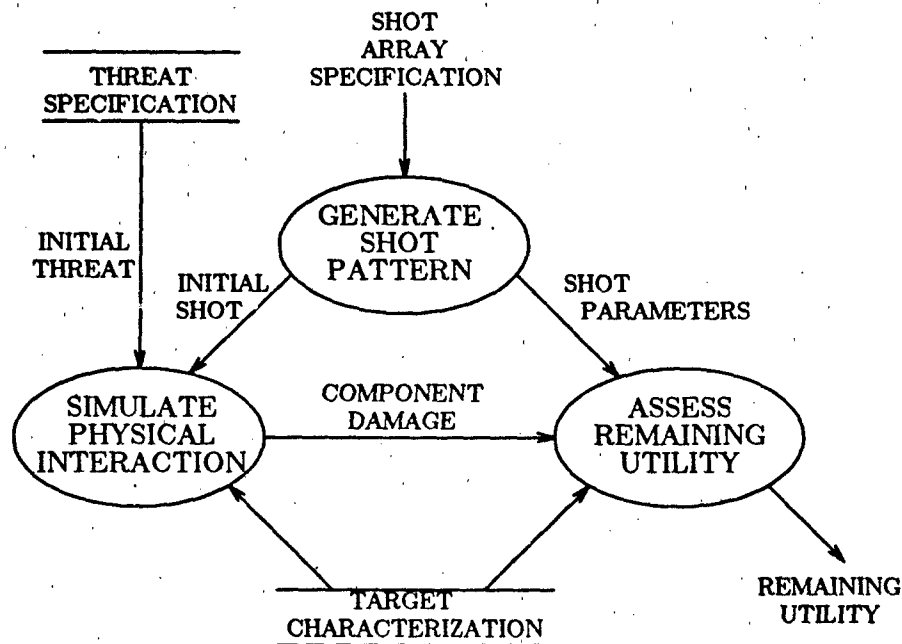 SHOT
ARRAY
SPECIFICATION
THREAT
SPECIFICATION
GENERATE
SHOT
PATTERN
INITIAL
THREAT
INITIAL
SHOT
SHOT
PARAMETERS
SIMULATE
PHYSICAL
INTERACTION
COMPONENT
DAMAGE
ASSESS
REMAINING
UTILITY
TARGET
CHARACTERIZATION
REMAINING
UTILITY